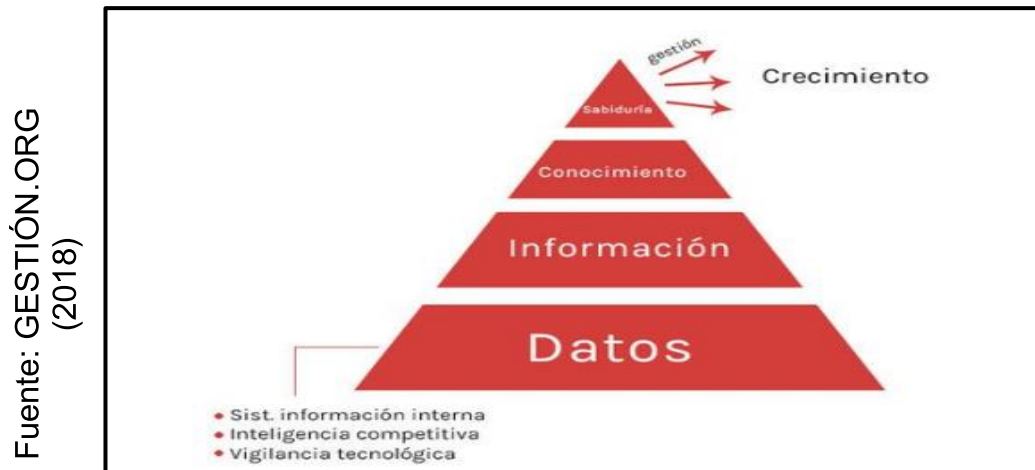 Fuente: GESTIÓN.ORG
(2018)
gestión
Crecimiento
Sabiduría
Conocimiento
Información
Datos
Sist. información interna
Inteligencia competitiva
Vigilancia tecnológica